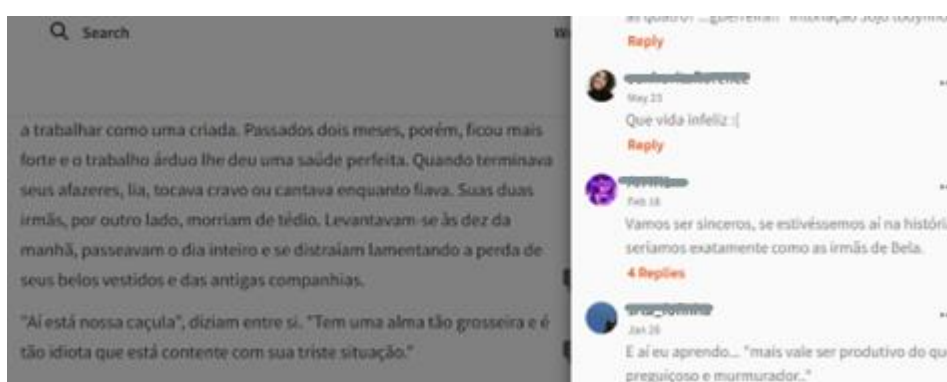 Search
a trabalhar como uma criada. Passados dois meses, porém, ficou mais
forte e o trabalho árduo lhe deu uma saúde perfeita. Quando terminava
seus afazeres, lia, tocava cravo ou cantava enquanto fiava. Suas duas
irmãs, por outro lado, morriam de tédio. Levantavam-se às dez da
manhã, passeavam o dia inteiro e se distraíam lamentando a perda de
seus belos vestidos e das antigas companhias.
"Aí está nossa caçula", diziam entre si. "Tem uma alma tão grosseira e é
tão idiota que está contente com sua triste situação."
Reply
May 23
Que vida infeliz :(
Reply
Feb 18
Vamos ser sinceros, se estivéssemos aí na história
seríamos exatamente como as irmãs de Bela.
4 Replies
Jan 26
E aí eu aprendo... "mais vale ser produtivo do que
preguiçoso e murmurador.."